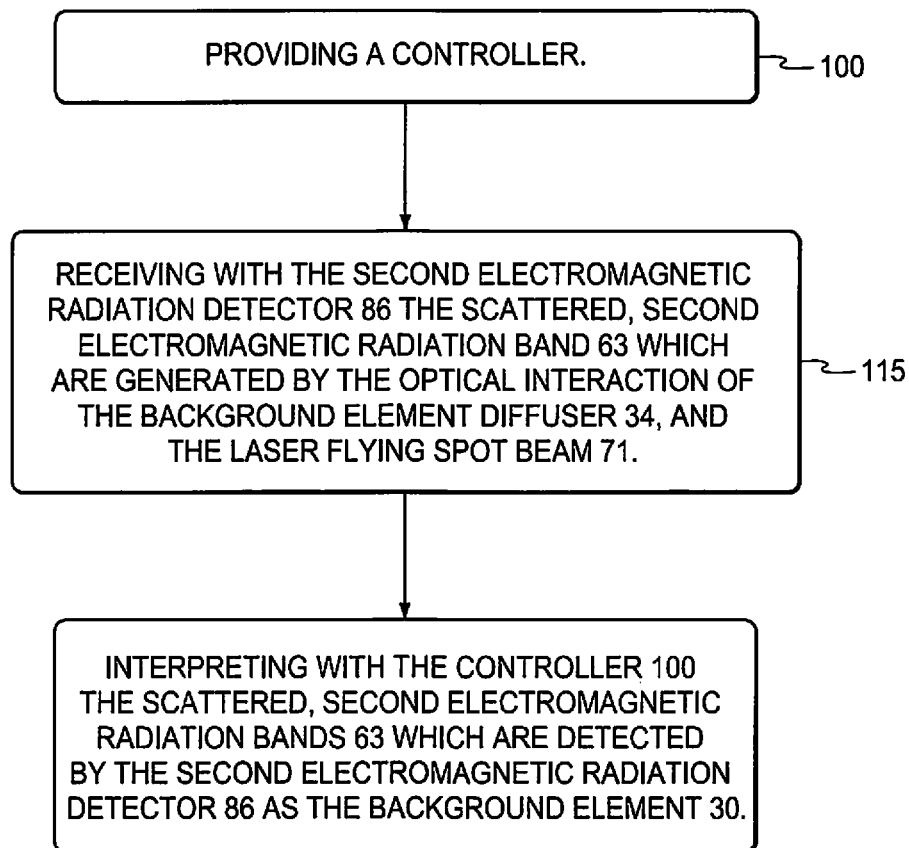 PROVIDING A CONTROLLER.
100
RECEIVING WITH THE SECOND ELECTROMAGNETIC
RADIATION DETECTOR 86 THE SCATTERED, SECOND
ELECTROMAGNETIC RADIATION BAND 63 WHICH
ARE GENERATED BY THE OPTICAL INTERACTION OF
THE BACKGROUND ELEMENT DIFFUSER 34, AND
THE LASER FLYING SPOT BEAM 71.
115
INTERPRETING WITH THE CONTROLLER 100
THE SCATTERED, SECOND ELECTROMAGNETIC
RADIATION BANDS 63 WHICH ARE DETECTED
BY THE SECOND ELECTROMAGNETIC RADIATION
DETECTOR 86 AS THE BACKGROUND ELEMENT 30.